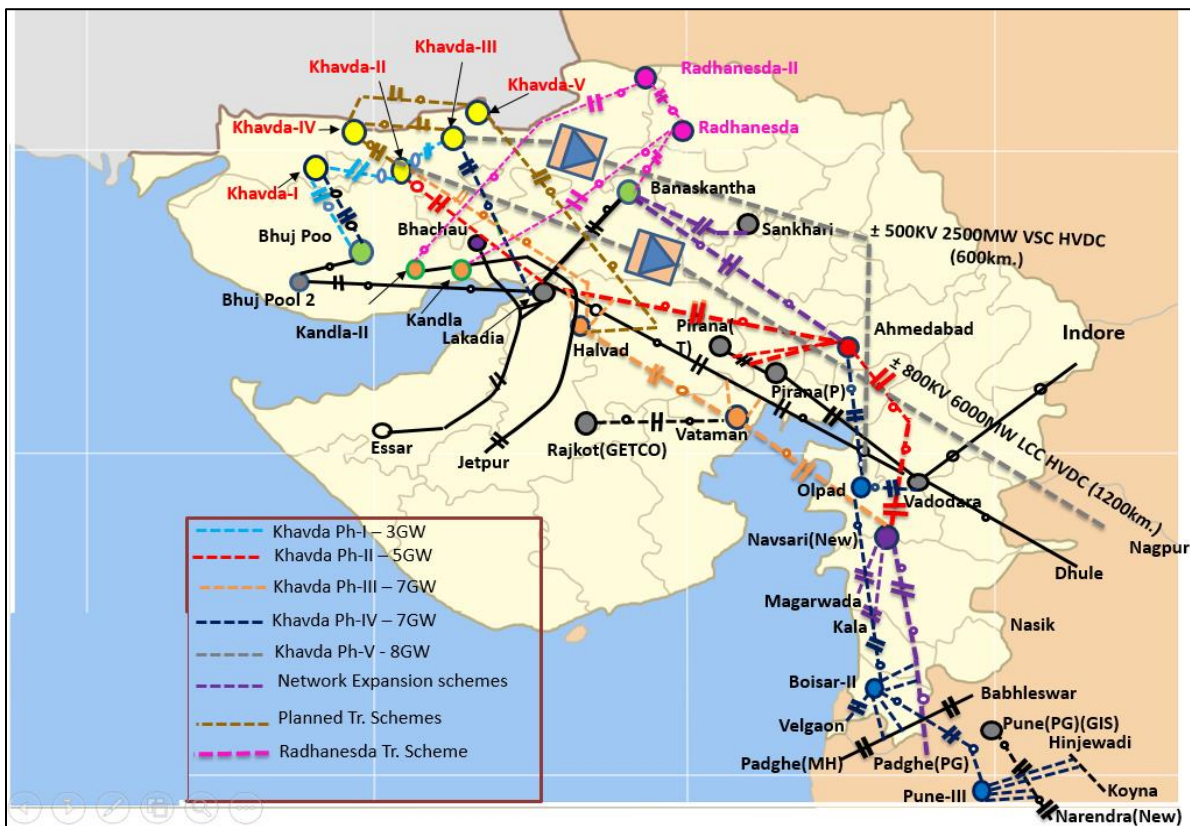 Khavda-III
Khavda-II
Khavda-V
Radhanesda-II
Khavda-IV
Radhanesda
Khavda-I
Banaskantha
Bhachau
Sankhari
Bhuj Poo
± 500KV 2500MW VSC HVDC
(600km.)
Bhuj Pool 2
Kandla-II
Kandla
Lakadia
Halvad
Pirana(
T)
Ahmedabad
Indore
± 800KV 6000MW LCC HVDC (1200km.)
Pirana(P)
Essar
Jetpur
Rajkot(GETCO)
Vataman
Olpad
Vadodara
Nagpur
Navsari(New)
Dhule
Magarwada
Kala
Nasik
Boisar-II
Babhleswar
Velgaon
Pune(PG)(GIS)
Hinjewadi
Padghe(MH)
Padghe(PG)
Pune-III
Koyna
Narendra(New)
Khavda Ph-I – 3GW
Khavda Ph-II – 5GW
Khavda Ph-III – 7GW
Khavda Ph-IV – 7GW
Khavda Ph-V - 8GW
Network Expansion schemes
Planned Tr. Schemes
Radhanesda Tr. Scheme